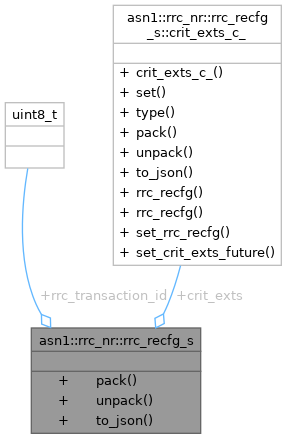 asn1::rrc_nr::rrc_recfg
_s::crit_exts_c_
+ crit_exts_c_()
+ set()
+ type()
+ pack()
+ unpack()
+ to_json()
+ rrc_recfg()
+ rrc_recfg()
+ set_rrc_recfg()
+ set_crit_exts_future()
uint8_t
+rrc_transaction_id
+crit_exts
asn1::rrc_nr::rrc_recfg_s
+ pack()
+ unpack()
+ to_json()